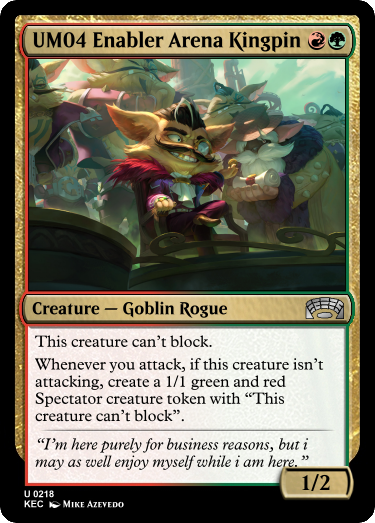 UM04 Enabler Arena Kingpin
Creature — Goblin Rogue
This creature can't block.
Whenever you attack, if this creature isn't
attacking, create a 1/1 green and red
Spectator creature token with “This
creature can't block”.
“I'm here purely for business reasons, but i
may as well enjoy myself while i am here.”
1/2
U 0218
KEC Mike Azevedo